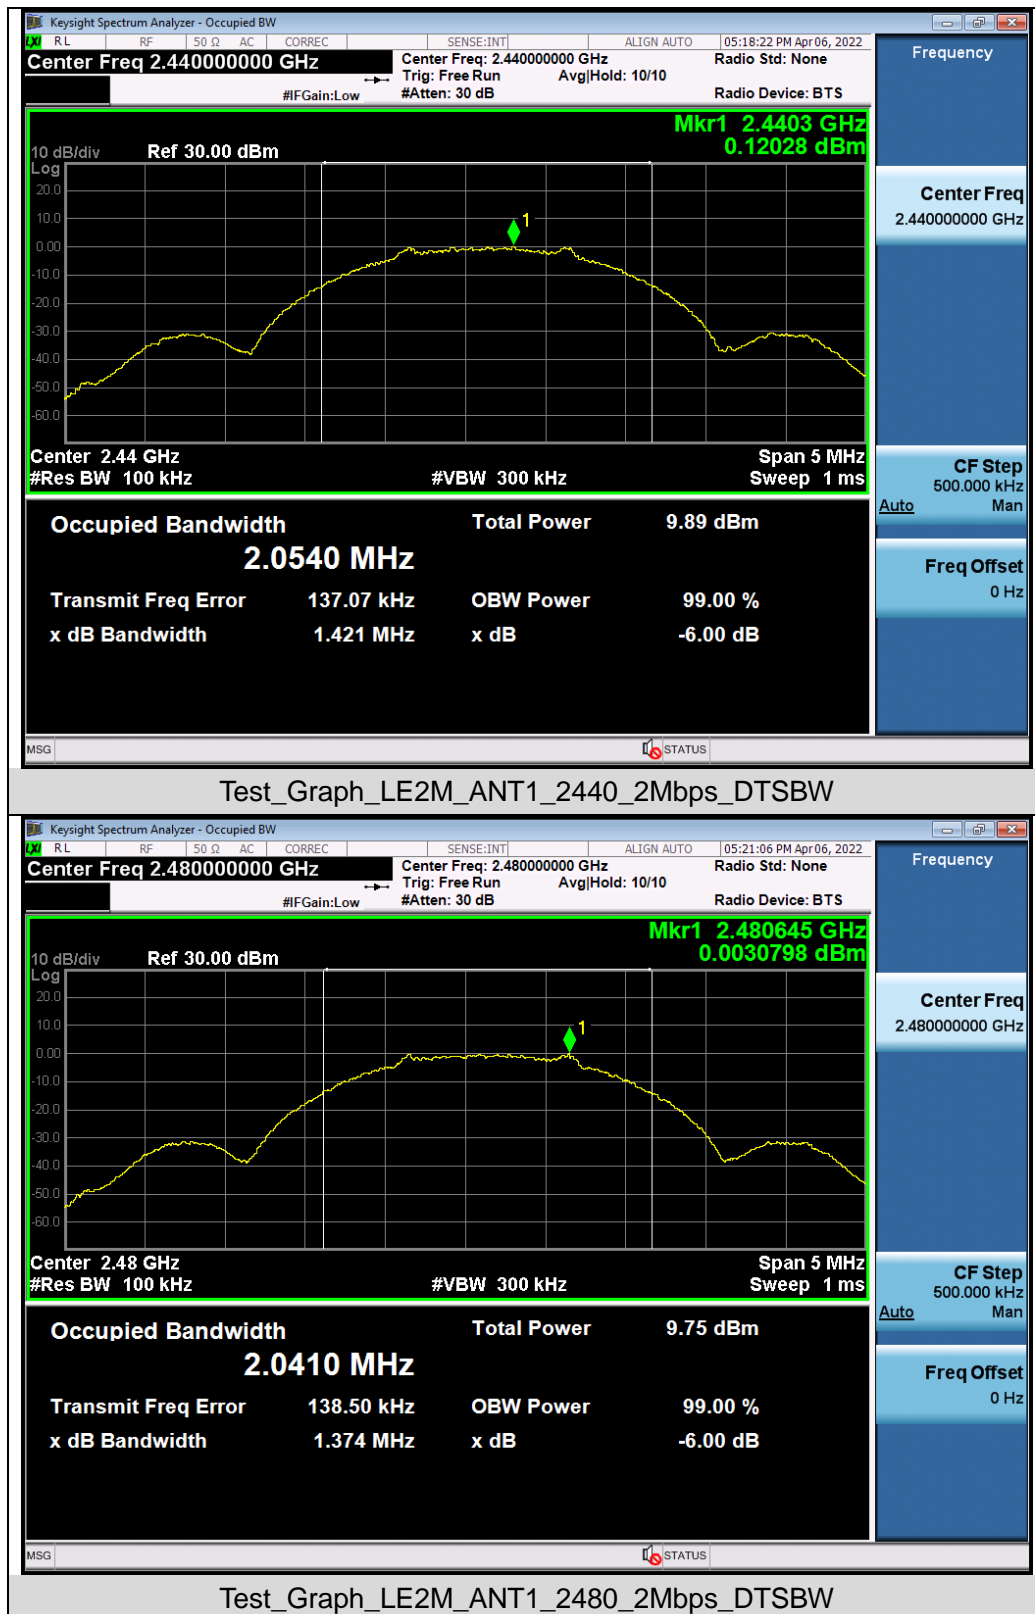 Keysight Spectrum Analyzer - Occupied BW
LXI RL RF 50 Ω AC CORREC SENSE:INT ALIGN AUTO 05:18:22 PM Apr 06, 2022
Center Freq 2.440000000 GHz Center Freq: 2.440000000 GHz Radio Std: None
Trig: Free Run Avg|Hold: 10/10
#IFGain:Low #Atten: 30 dB Radio Device: BTS
Frequency
Mkr1 2.4403 GHz
10 dB/div Ref 30.00 dBm 0.12028 dBm
Log
20.0
10.0
0.00
-10.0
-20.0
-30.0
-40.0
-50.0
-60.0
1
Center 2.44 GHz Span 5 MHz
#Res BW 100 kHz #VBW 300 kHz Sweep 1 ms
Center Freq
2.440000000 GHz
CF Step
500.000 kHz
Auto Man
Freq Offset
0 Hz
Occupied Bandwidth Total Power 9.89 dBm
2.0540 MHz
Transmit Freq Error 137.07 kHz OBW Power 99.00 %
x dB Bandwidth 1.421 MHz x dB -6.00 dB
MSG STATUS
Test_Graph_LE2M_ANT1_2440_2Mbps_DTSBW
Keysight Spectrum Analyzer - Occupied BW
LXI RL RF 50 Ω AC CORREC SENSE:INT ALIGN AUTO 05:21:06 PM Apr 06, 2022
Center Freq 2.480000000 GHz Center Freq: 2.480000000 GHz Radio Std: None
Trig: Free Run Avg|Hold: 10/10
#IFGain:Low #Atten: 30 dB Radio Device: BTS
Frequency
Mkr1 2.480645 GHz
10 dB/div Ref 30.00 dBm 0.0030798 dBm
Log
20.0
10.0
0.00
-10.0
-20.0
-30.0
-40.0
-50.0
-60.0
1
Center 2.48 GHz Span 5 MHz
#Res BW 100 kHz #VBW 300 kHz Sweep 1 ms
Center Freq
2.480000000 GHz
CF Step
500.000 kHz
Auto Man
Freq Offset
0 Hz
Occupied Bandwidth Total Power 9.75 dBm
2.0410 MHz
Transmit Freq Error 138.50 kHz OBW Power 99.00 %
x dB Bandwidth 1.374 MHz x dB -6.00 dB
MSG STATUS
Test_Graph_LE2M_ANT1_2480_2Mbps_DTSBW